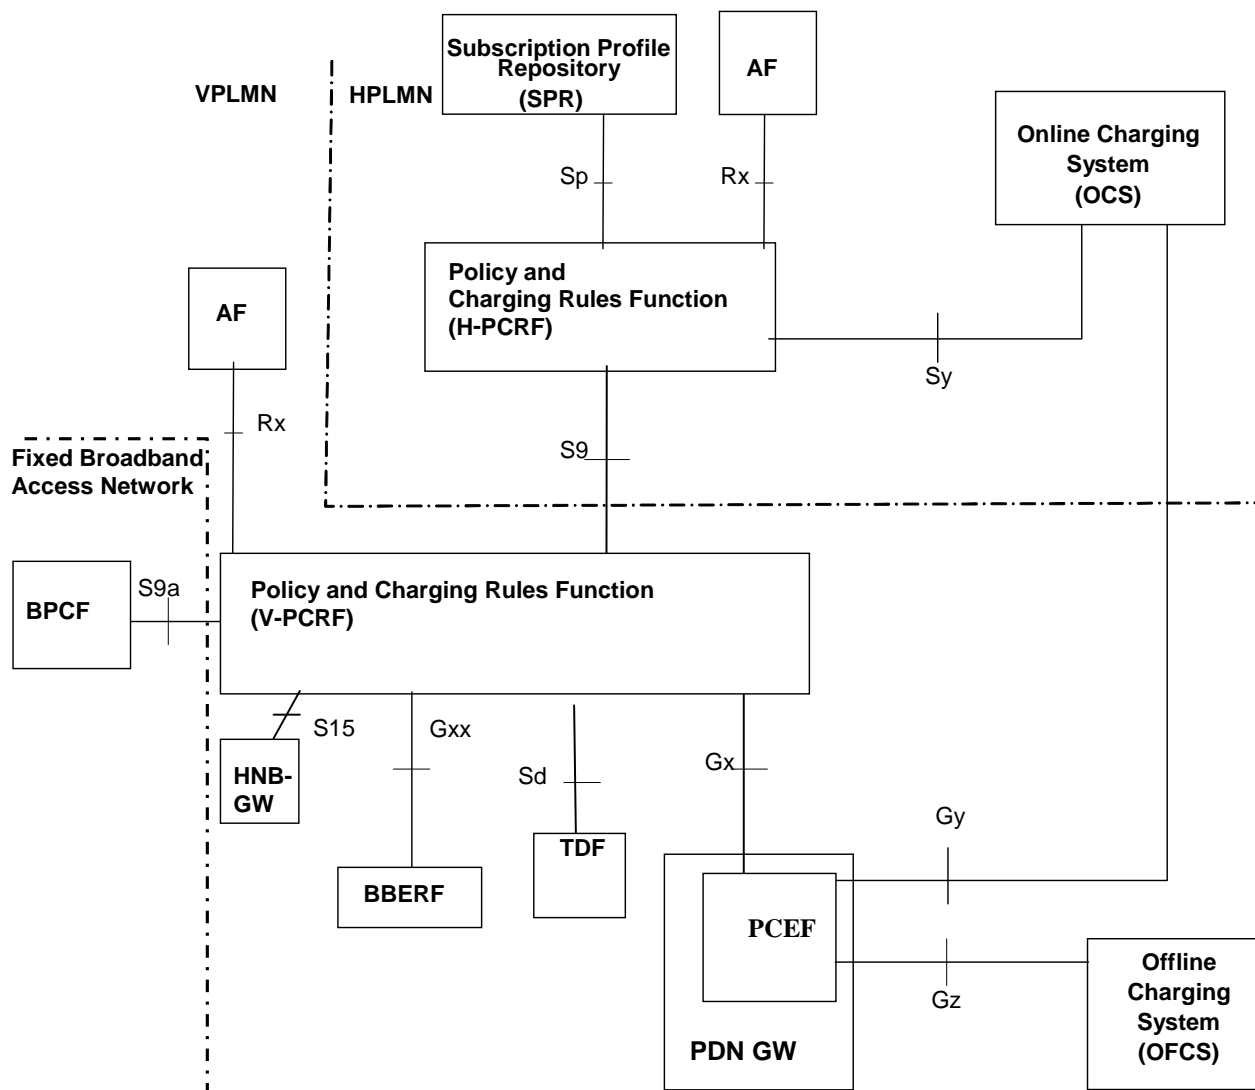 Subscription Profile
Repository
(SPR)
AF
VPLMN
HPLMN
Online Charging
System
(OCS)
Sp
Rx
Policy and
Charging Rules Function
(H-PCRF)
AF
Sy
Rx
S9
Fixed Broadband
Access Network
S9a
BPCF
Policy and Charging Rules Function
(V-PCRF)
S15
Gxx
HNB-
GW
Sd
Gx
Gy
TDF
BBERF
PCEF
Gz
Offline
Charging
System
(OFCS)
PDN GW